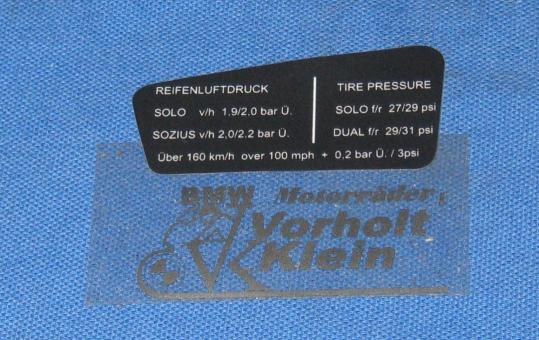 REIFENLUFTDRUCK TIRE PRESSURE
SOLO v/h 1,9/2,0 bar Ü. SOLO f/r 27/29 psi
SOZIUS v/h 2,0/2.2 bar Ü. DUAL f/r 29/31 psi
Über 160 km/h over 100 mph + 0,2 bar Ü. / 3psi
BMW Motorräder
Vorholt
Klein